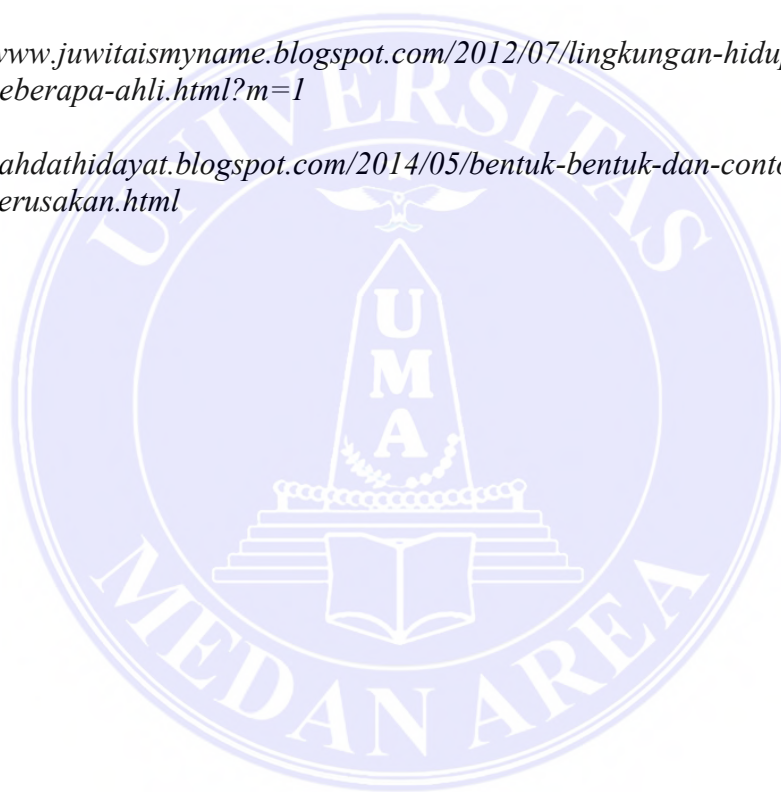 www.juwitaismyname.blogspot.com/2012/07/lingkungan-hidup
eberapa-ahli.html?m=1
ahdathidayat.blogspot.com/2014/05/bentuk-bentuk-dan-conto
erusakan.html
UNIVERSITAS
U
M
A
MEDAN AREA